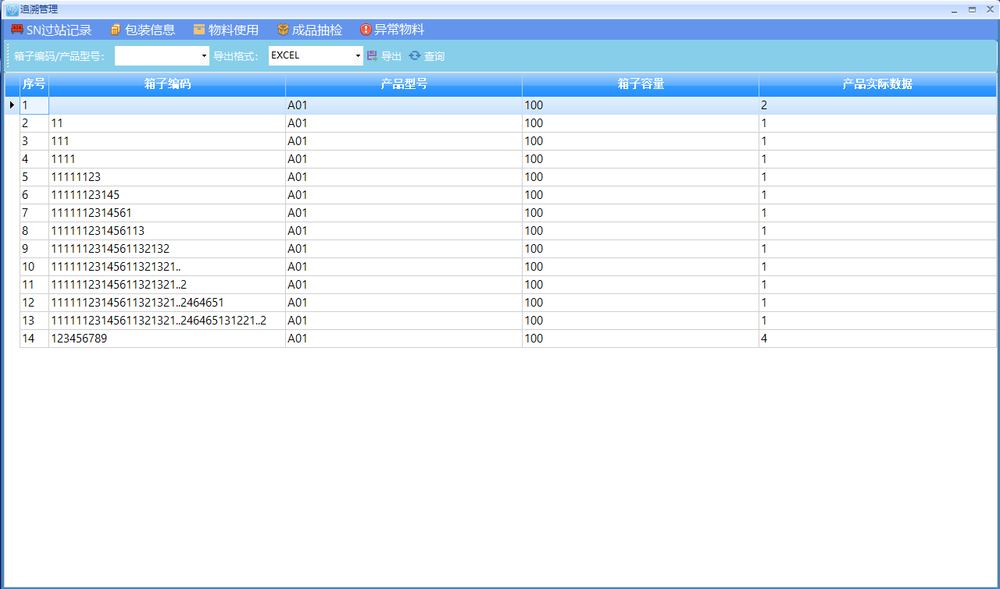 追溯管理
SN过站记录 包装信息 物料使用 成品抽检 异常物料
箱子编码/产品型号: 导出格式: EXCEL 导出 查询
序号 箱子编码 产品型号 箱子容量 产品实际数据
1 A01 100 2
2 11 A01 100 1
3 111 A01 100 1
4 1111 A01 100 1
5 11111123 A01 100 1
6 11111123145 A01 100 1
7 1111112314561 A01 100 1
8 111111231456113 A01 100 1
9 1111112314561132132 A01 100 1
10 11111123145611321321.. A01 100 1
11 11111123145611321321..2 A01 100 1
12 11111123145611321321..2464651 A01 100 1
13 11111123145611321321..246465131221..2 A01 100 1
14 123456789 A01 100 4